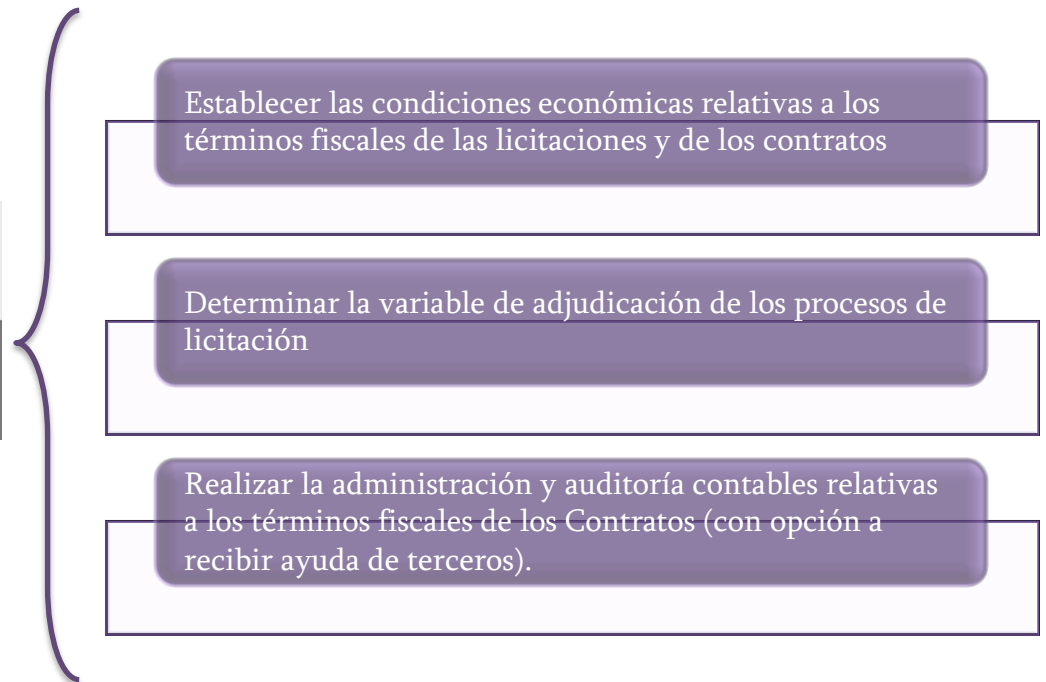 Establecer las condiciones económicas relativas a los
términos fiscales de las licitaciones y de los contratos
Determinar la variable de adjudicación de los procesos de
licitación
Realizar la administración y auditoría contables relativas
a los términos fiscales de los Contratos (con opción a
recibir ayuda de terceros).